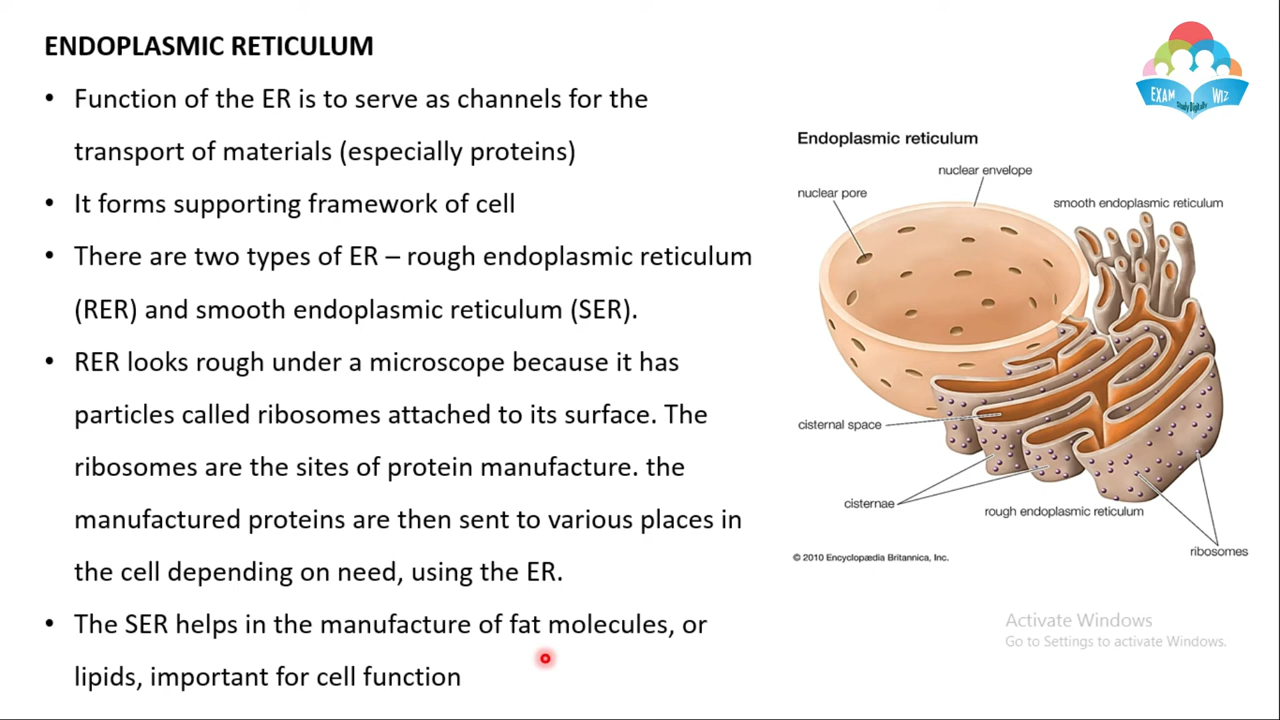 ENDOPLASMIC RETICULUM
• Function of the ER is to serve as channels for the
transport of materials (especially proteins)
• It forms supporting framework of cell
• There are two types of ER – rough endoplasmic reticulum
(RER) and smooth endoplasmic reticulum (SER).
• RER looks rough under a microscope because it has
particles called ribosomes attached to its surface. The
ribosomes are the sites of protein manufacture. the
manufactured proteins are then sent to various places in
the cell depending on need, using the ER.
• The SER helps in the manufacture of fat molecules, or
lipids, important for cell function
EXAM WIZ
Study Digitally
Endoplasmic reticulum
nuclear envelope
nuclear pore
smooth endoplasmic reticulum
cisternal space
cisternae
rough endoplasmic reticulum
ribosomes
© 2010 Encyclopædia Britannica, Inc.
Activate Windows
Go to Settings to activate Windows.